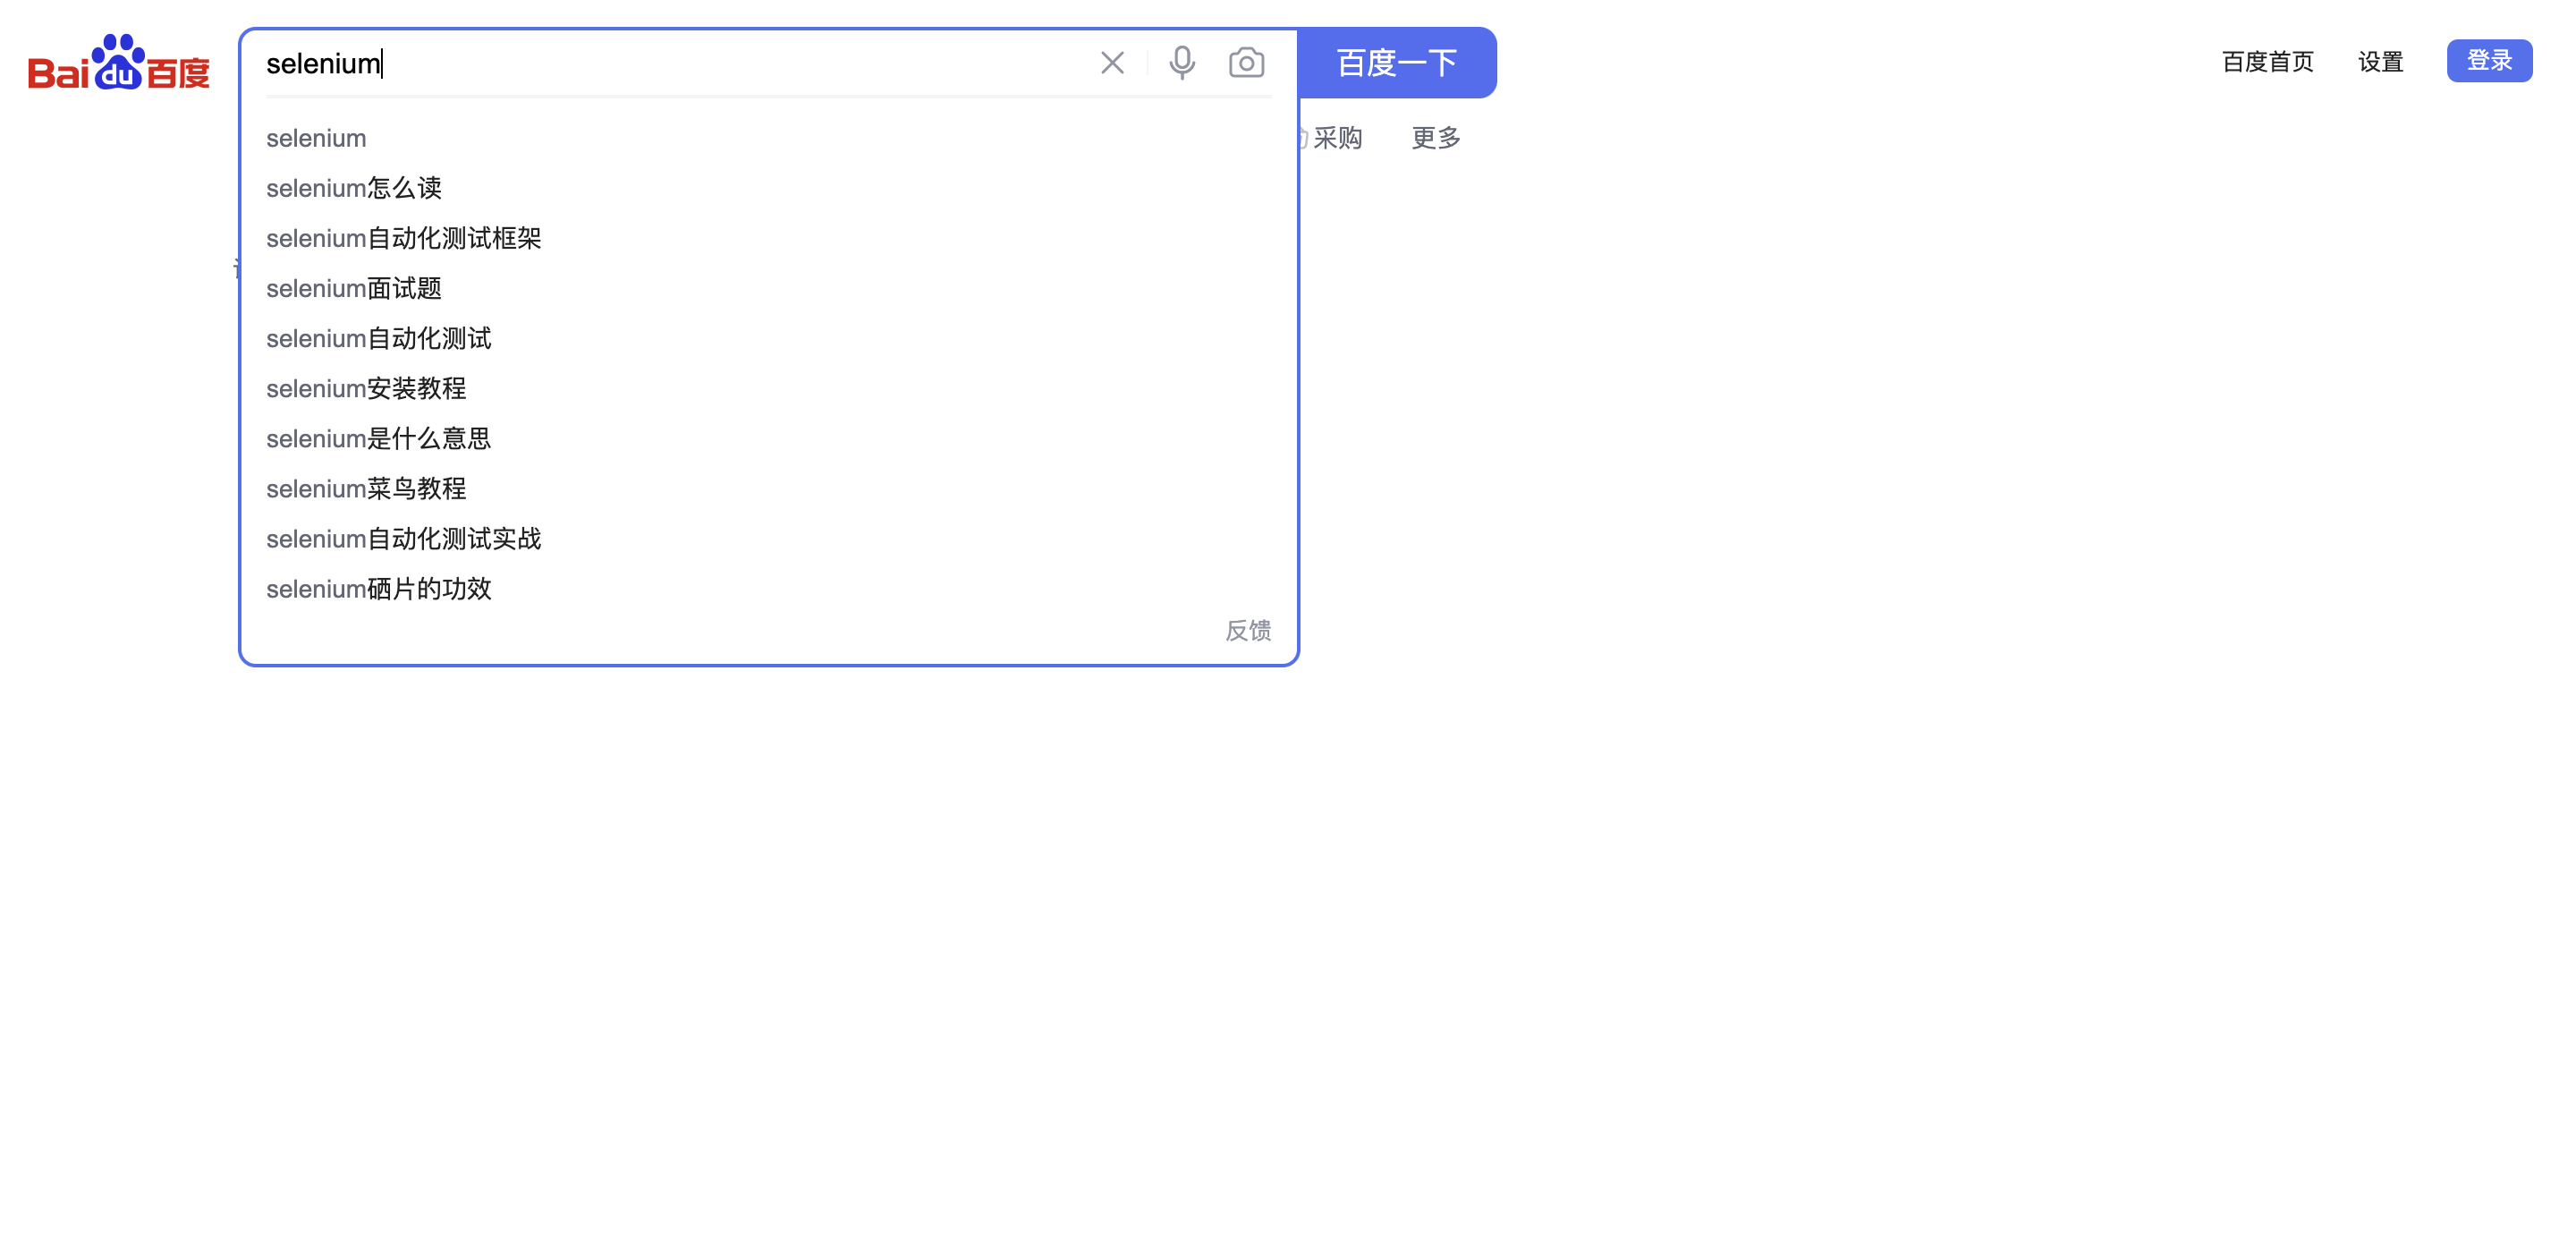 Bai du 百度 selenium 百度一下 百度首页 设置 登录
selenium 采购 更多
selenium怎么读
selenium自动化测试框架
selenium面试题
selenium自动化测试
selenium安装教程
selenium是什么意思
selenium菜鸟教程
selenium自动化测试实战
selenium硒片的功效
反馈